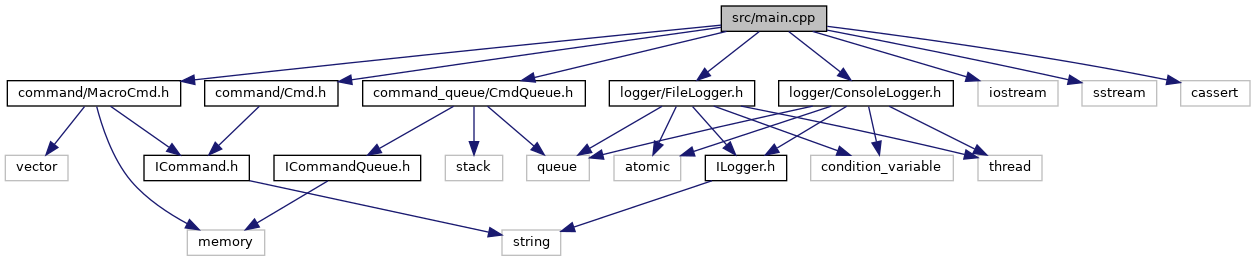 src/main.cpp
command/MacroCmd.h
command/Cmd.h
command_queue/CmdQueue.h
logger/FileLogger.h
logger/ConsoleLogger.h
iostream
sstream
cassert
vector
ICommand.h
ICommandQueue.h
stack
queue
atomic
ILogger.h
condition_variable
thread
memory
string